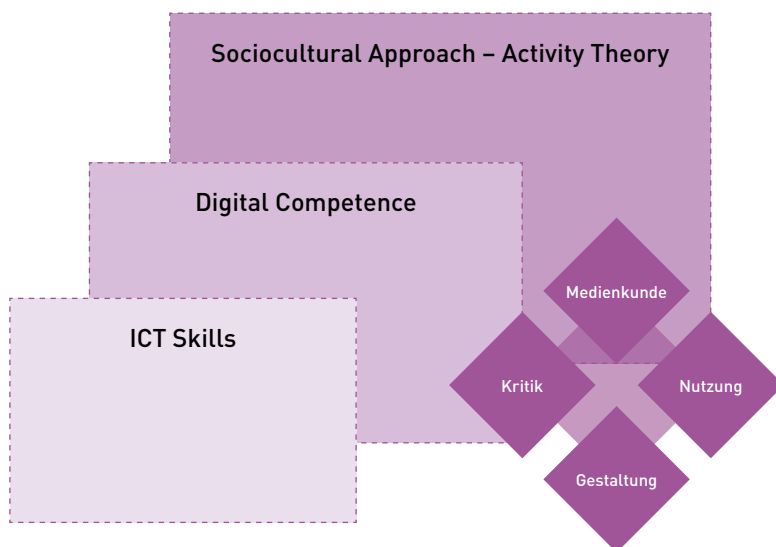 Sociocultural Approach – Activity Theory
Digital Competence
ICT Skills
Medienkunde
Kritik
Nutzung
Gestaltung